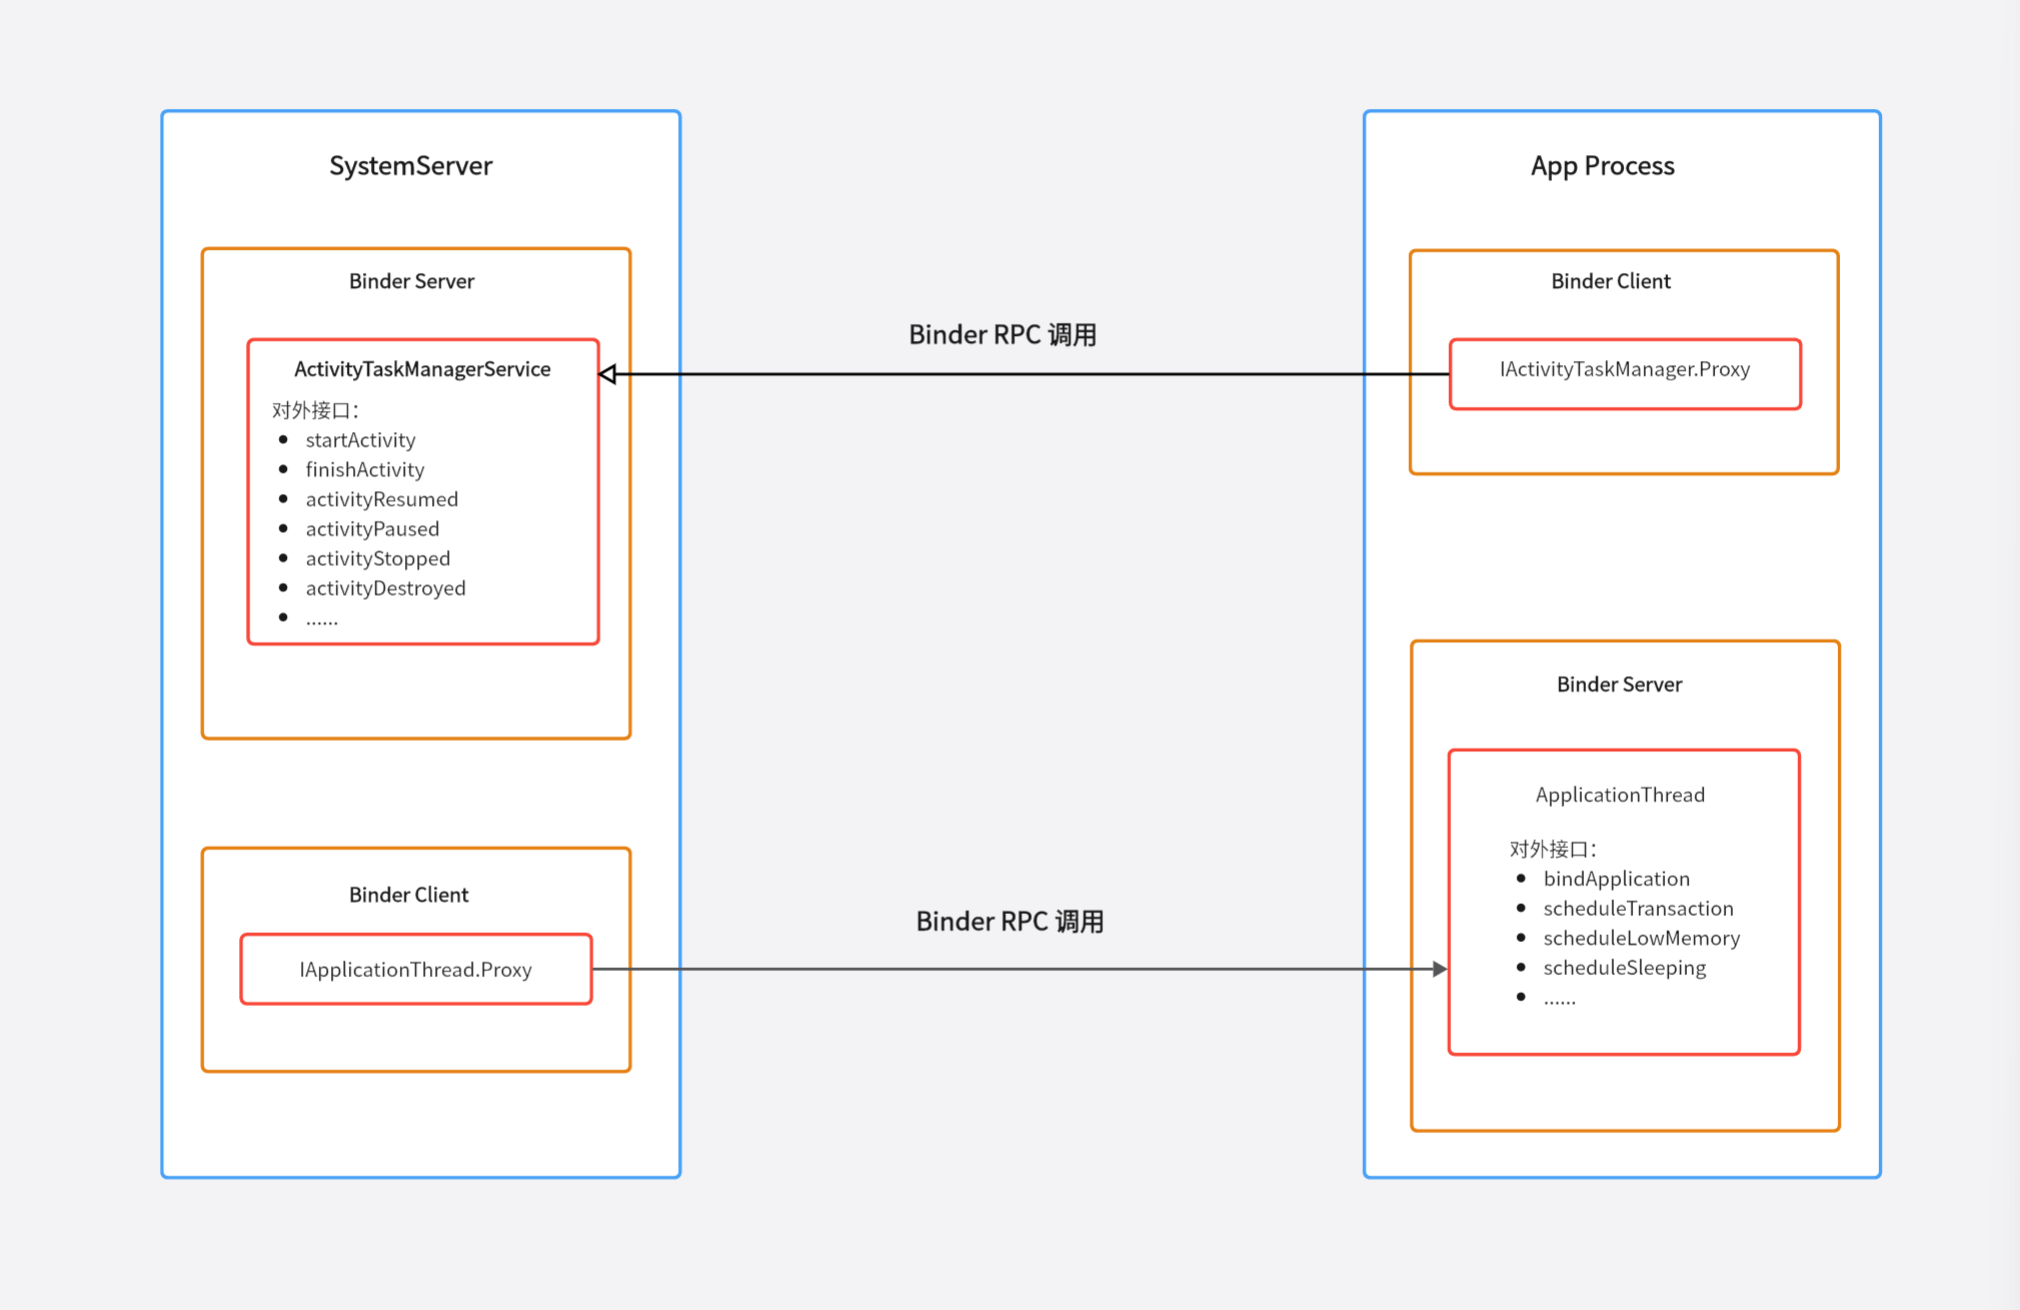 SystemServer
Binder Server
ActivityTaskManagerService
对外接口：
• startActivity
• finishActivity
• activityResumed
• activityPaused
• activityStopped
• activityDestroyed
• ......
Binder Client
IApplicationThread.Proxy
Binder RPC 调用
Binder RPC 调用
App Process
Binder Client
IActivityTaskManager.Proxy
Binder Server
ApplicationThread
对外接口：
• bindApplication
• scheduleTransaction
• scheduleLowMemory
• scheduleSleeping
• ......